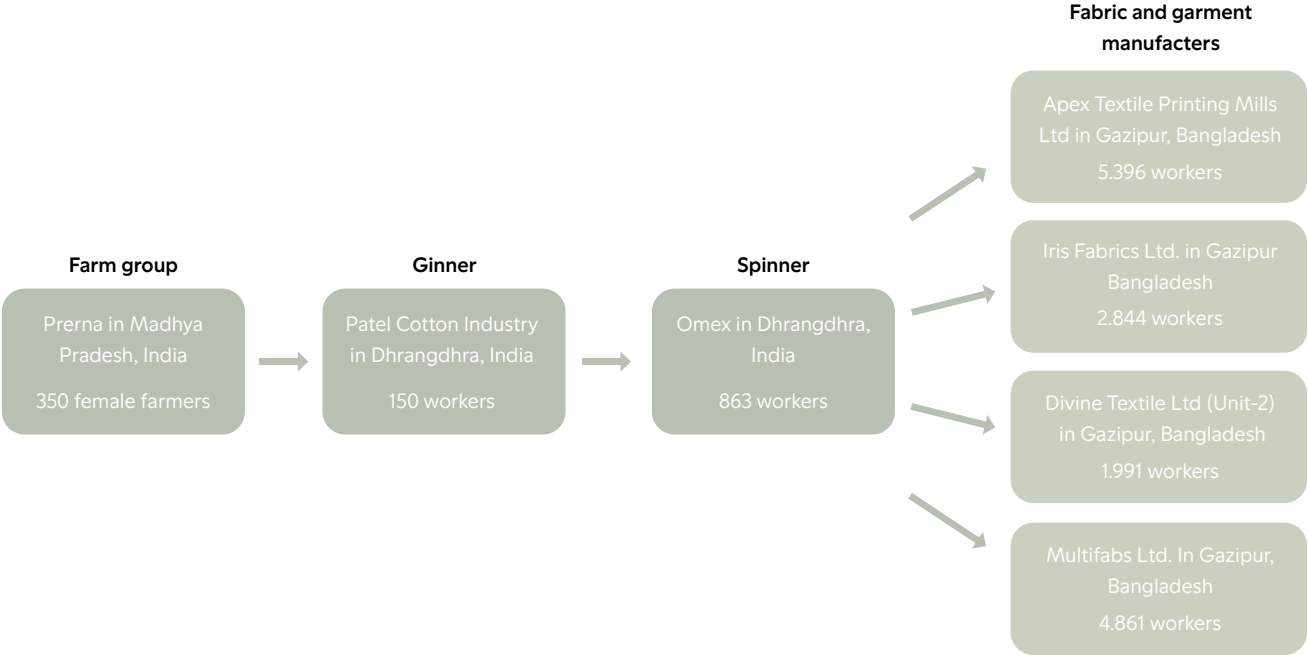 Farm group
Prerna in Madhya
Pradesh, India
350 female farmers
Ginner
Patel Cotton Industry
in Dhrangdhra, India
150 workers
Spinner
Omex in Dhrangdhra,
India
863 workers
Fabric and garment
manufacters
Apex Textile Printing Mills
Ltd in Gazipur, Bangladesh
5.396 workers
Iris Fabrics Ltd. in Gazipur
Bangladesh
2.844 workers
Divine Textile Ltd (Unit-2)
in Gazipur, Bangladesh
1.991 workers
Multifabs Ltd. In Gazipur,
Bangladesh
4.861 workers